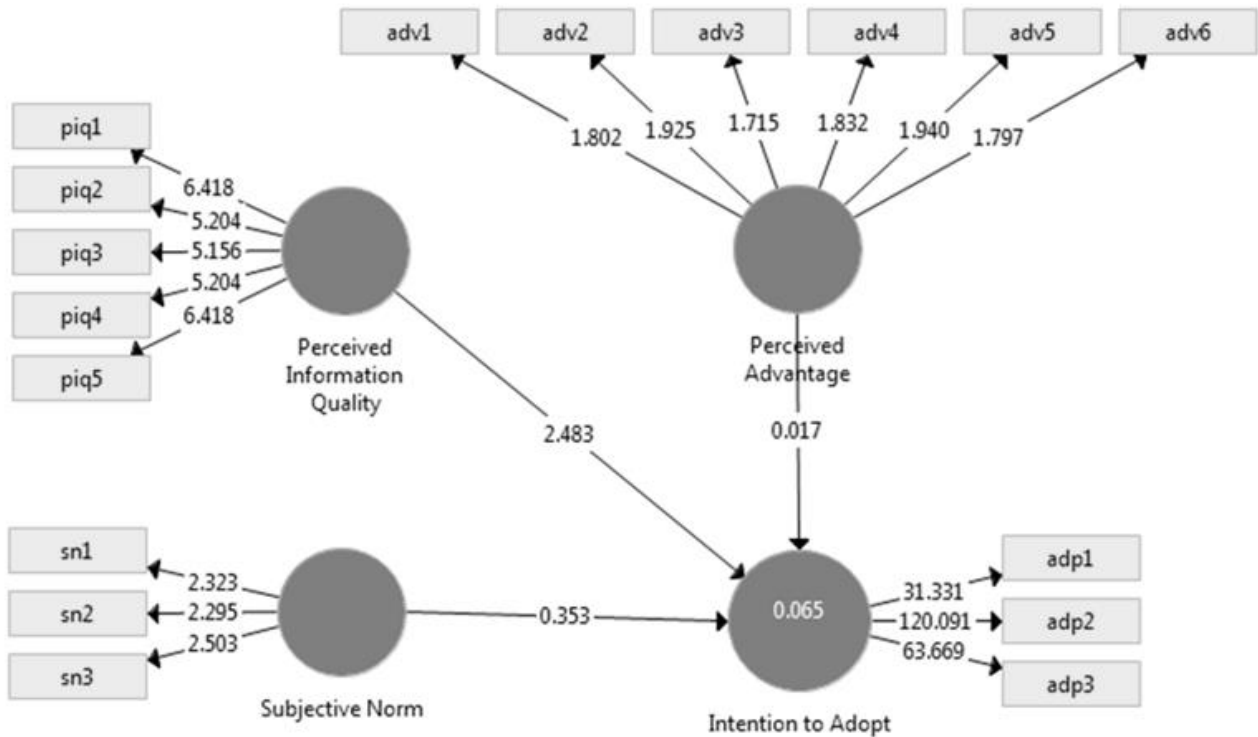 adv1 adv2 adv3 adv4 adv5 adv6
1.802 1.925 1.715 1.832 1.940 1.797
piq1
piq2
piq3
piq4
piq5
6.418
5.204
5.156
5.204
6.418
Perceived
Information
Quality
Perceived
Advantage
2.483
0.017
sn1
sn2
sn3
2.323
2.295
2.503
Subjective Norm
0.353
0.065
Intention to Adopt
31.331
120.091
63.669
adp1
adp2
adp3